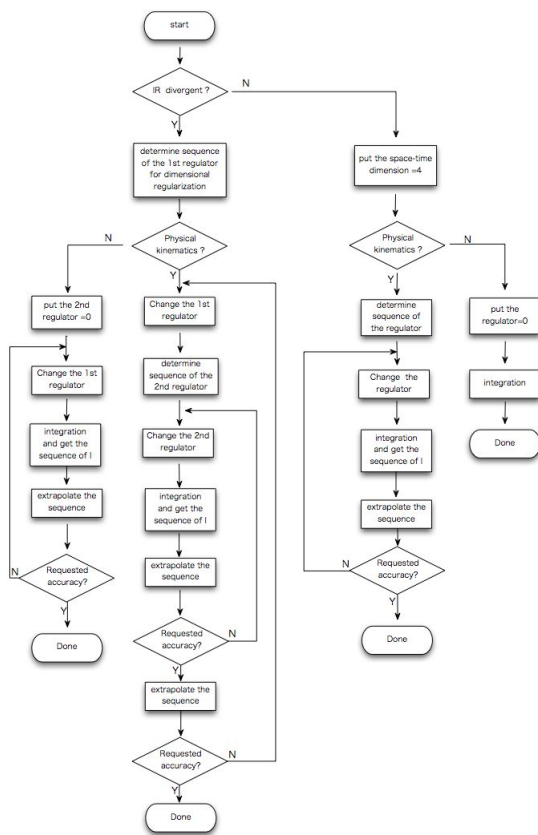 start
IR divergent ?
N
Y
determine sequence
of the 1st regulator
for dimensional
regularization
put the space-time
dimension =4
N
Physical
kinematics ?
Y
Physical
kinematics ?
N
Y
put the 2nd
regulator =0
Change the 1st
regulator
determine
sequence of
the regulator
put the
regulator=0
Change the 1st
regulator
determine
sequence of the
2nd regulator
Change the
regulator
integration
integration
and get the
sequence of I
Change the 2nd
regulator
integration
and get the
sequence of I
Done
extrapolate the
sequence
integration
and get the
sequence of I
extrapolate the
sequence
Requested
accuracy?
N
Y
extrapolate the
sequence
Requested
accuracy?
N
Y
Done
Requested
accuracy?
N
Y
Done
extrapolate the
sequence
Requested
accuracy?
N
Y
Done